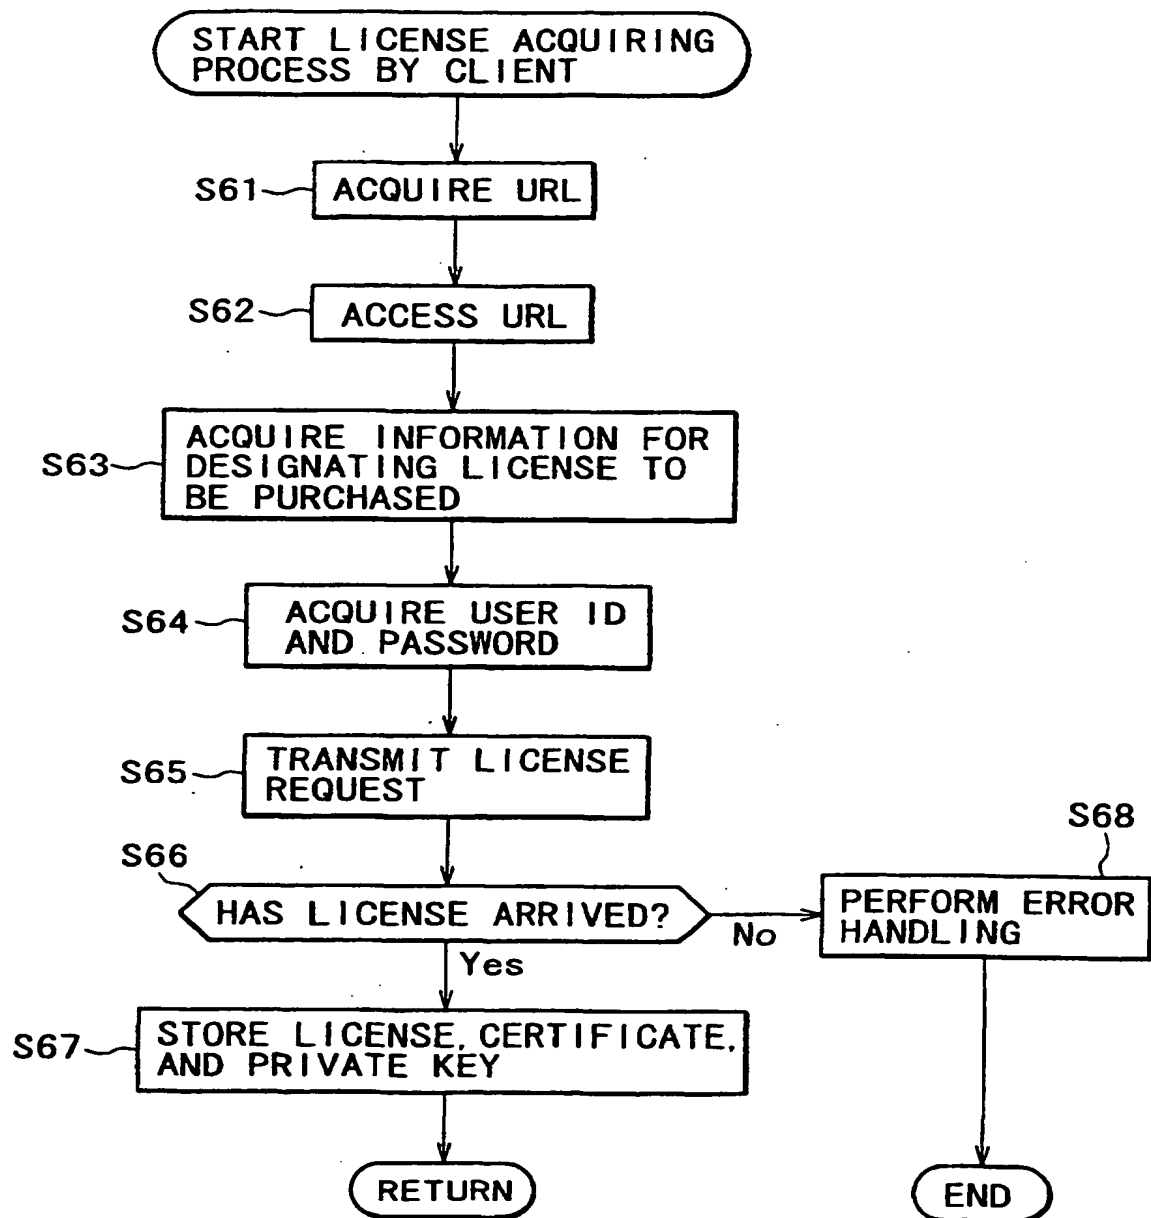 START LICENSE ACQUIRING
PROCESS BY CLIENT
S61
ACQUIRE URL
S62
ACCESS URL
S63
ACQUIRE INFORMATION FOR
DESIGNATING LICENSE TO
BE PURCHASED
S64
ACQUIRE USER ID
AND PASSWORD
S65
TRANSMIT LICENSE
REQUEST
S66
HAS LICENSE ARRIVED?
No
Yes
S68
PERFORM ERROR
HANDLING
S67
STORE LICENSE, CERTIFICATE,
AND PRIVATE KEY
RETURN
END